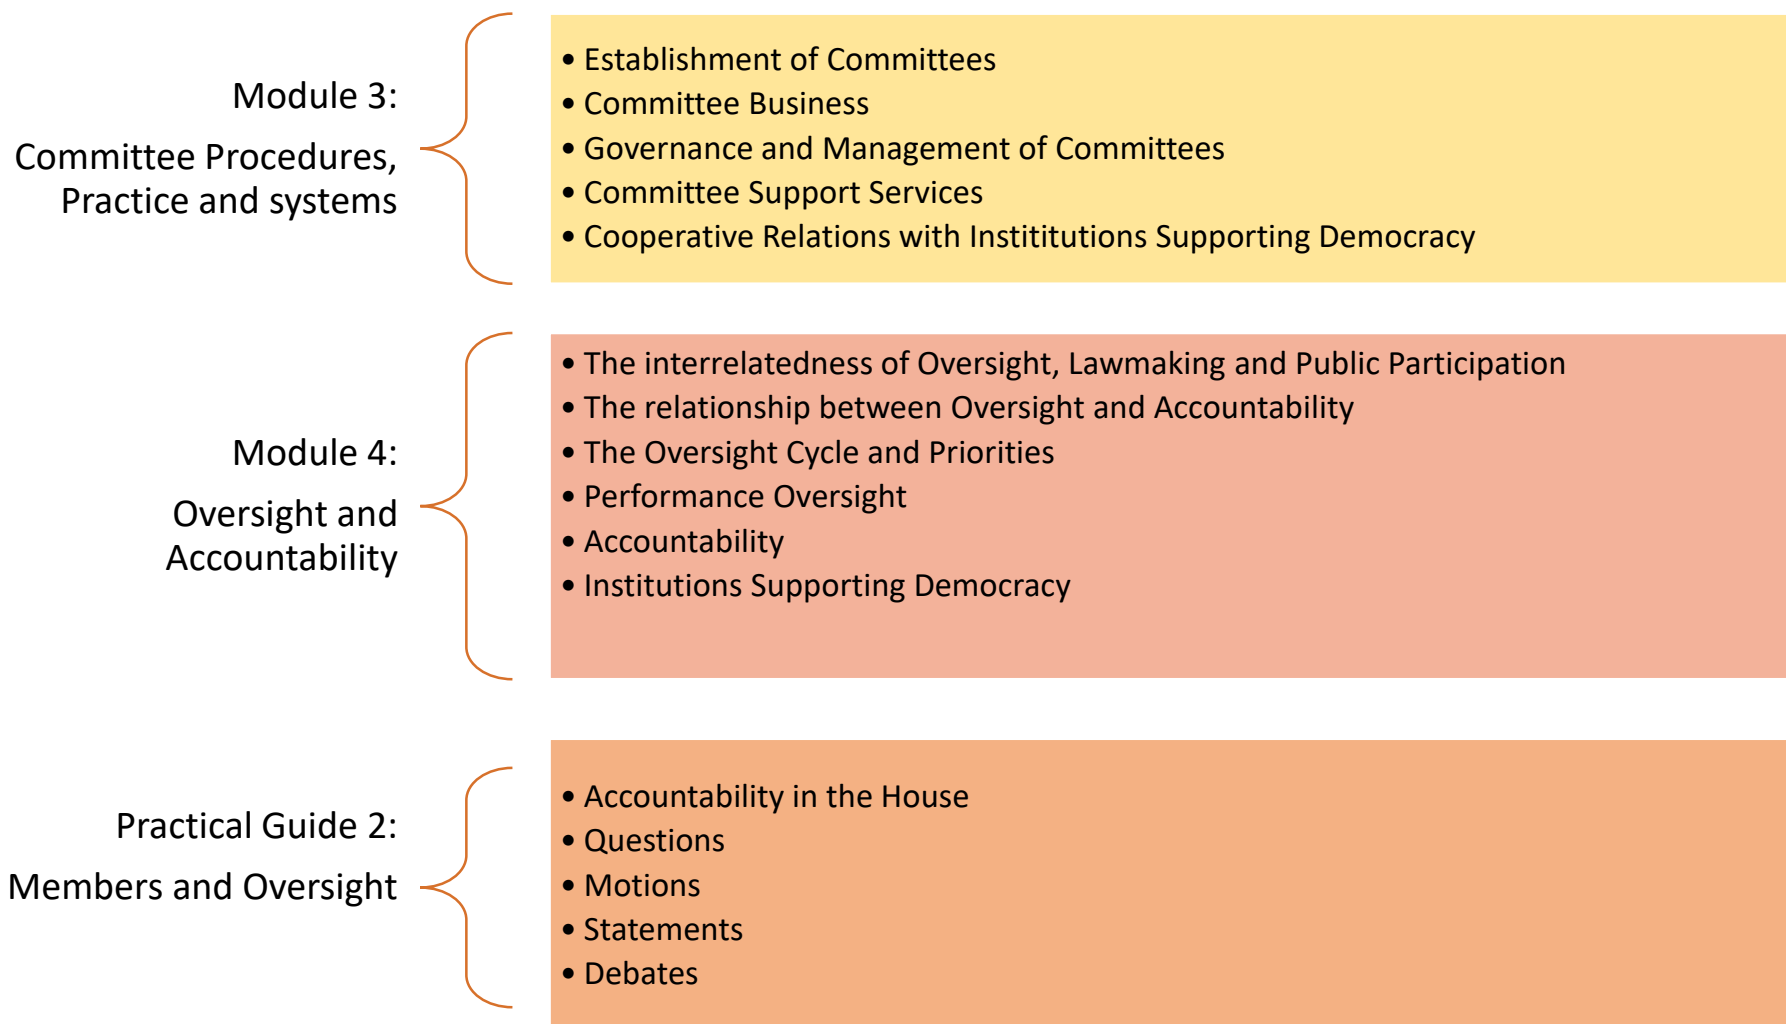 Module 3:
Committee Procedures,
Practice and systems
• Establishment of Committees
• Committee Business
• Governance and Management of Committees
• Committee Support Services
• Cooperative Relations with Instititutions Supporting Democracy
Module 4:
Oversight and
Accountability
• The interrelatedness of Oversight, Lawmaking and Public Participation
• The relationship between Oversight and Accountability
• The Oversight Cycle and Priorities
• Performance Oversight
• Accountability
• Institutions Supporting Democracy
Practical Guide 2:
Members and Oversight
• Accountability in the House
• Questions
• Motions
• Statements
• Debates